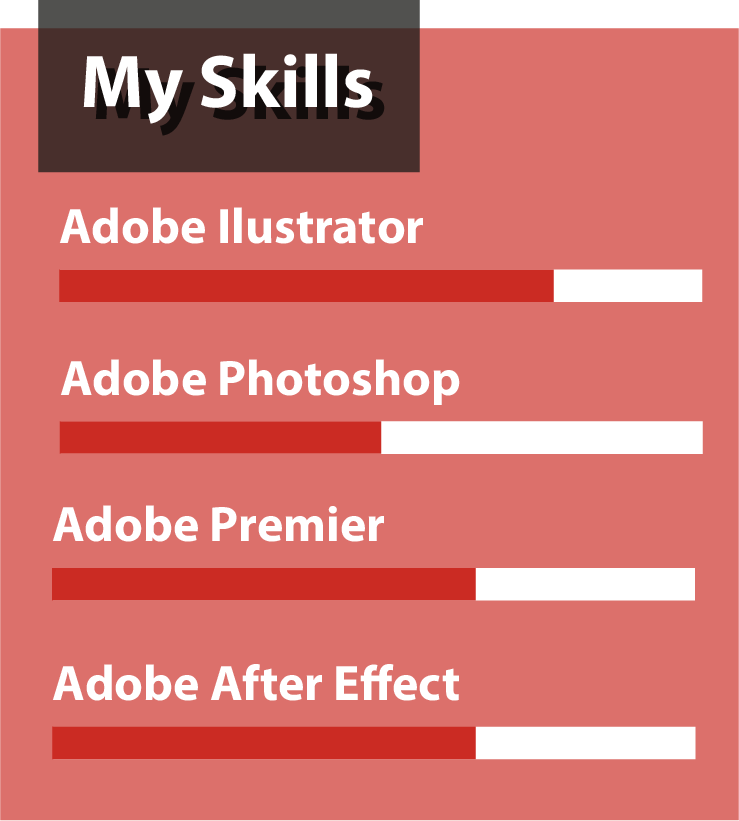 My Skills
Adobe Ilustrator
Adobe Photoshop
Adobe Premier
Adobe After Effect